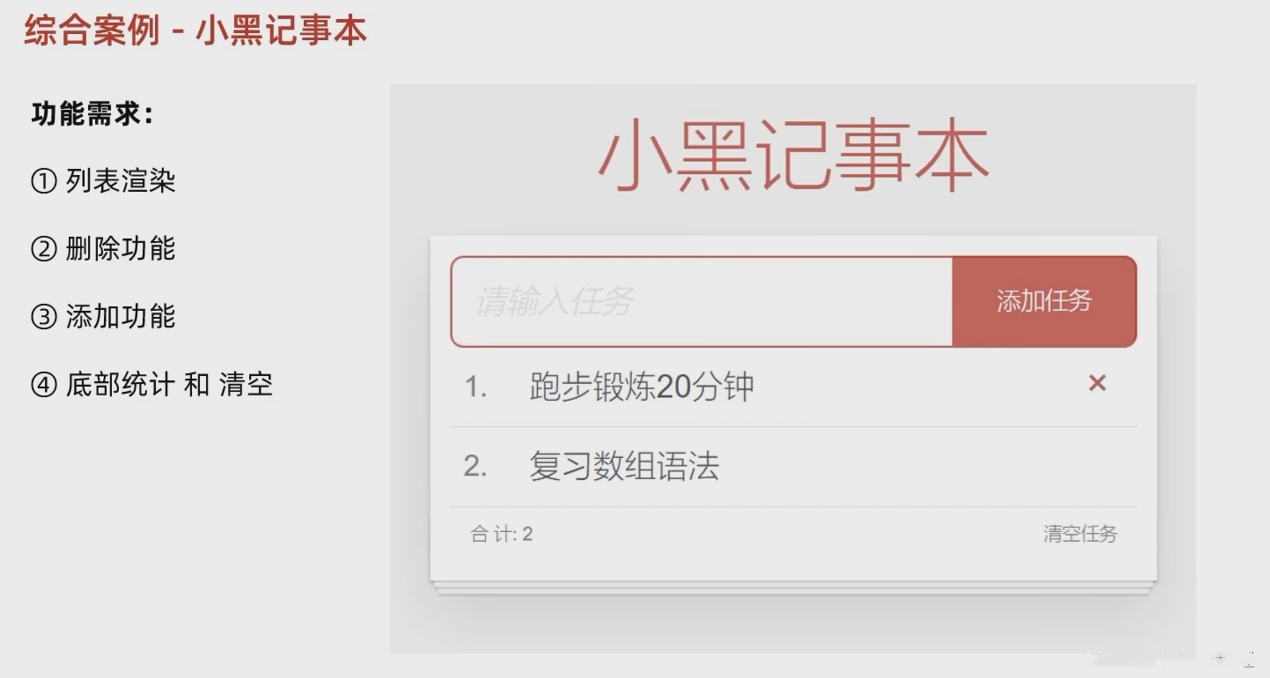 综合案例 - 小黑记事本
功能需求：
① 列表渲染
② 删除功能
③ 添加功能
④ 底部统计 和 清空
小黑记事本
请输入任务
添加任务
1. 跑步锻炼20分钟 ×
2. 复习数组语法
合 计: 2 清空任务